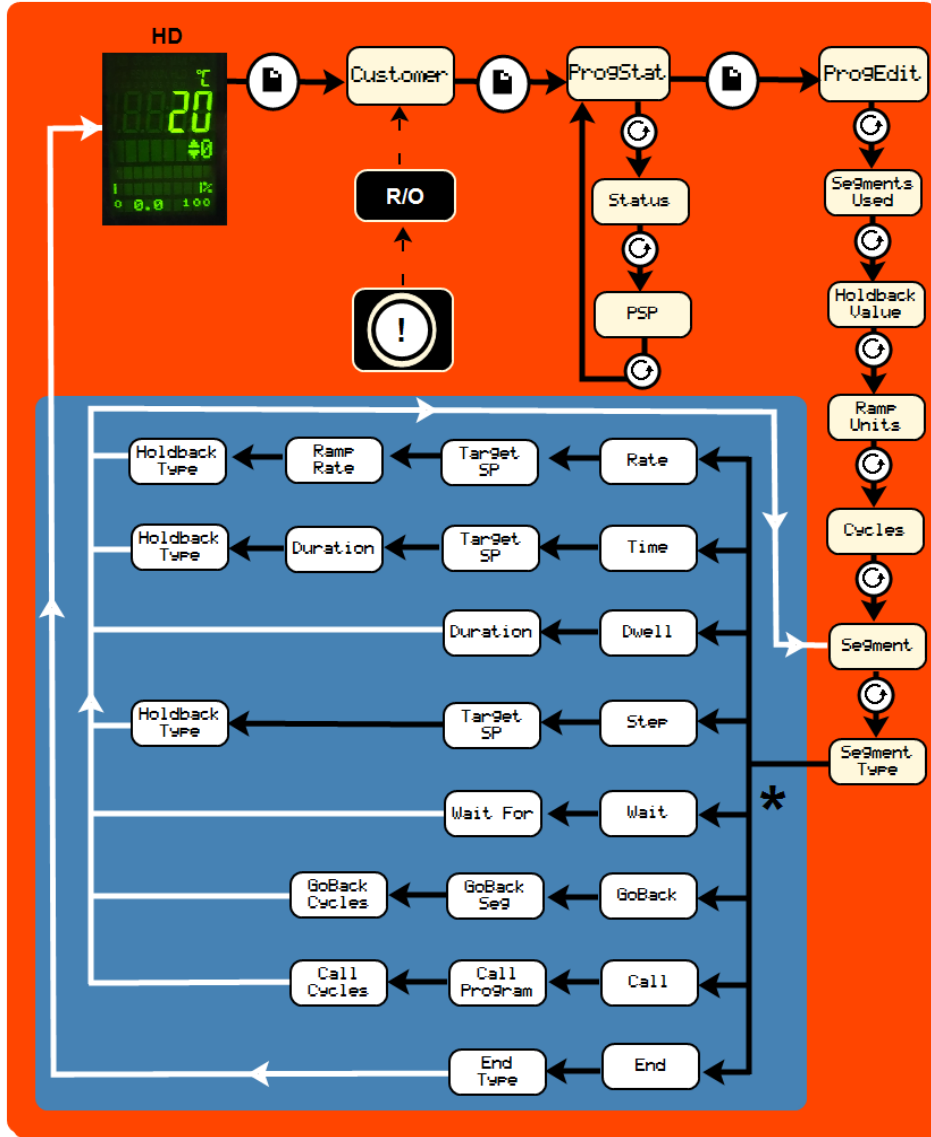 HD
°C
20
0
1 1%
0 0.0 100
Customer
ProgStat
ProgEdit
R/O
!
Status
PSP
Segments
Used
Holdback
Value
Ramp
Units
Cycles
Segment
Segment
Type
*
Holdback
Type
Ramp
Rate
Target
SP
Rate
Holdback
Type
Duration
Target
SP
Time
Duration
Dwell
Holdback
Type
Target
SP
Step
Wait For
Wait
GoBack
Cycles
GoBack
Seg
GoBack
Call
Cycles
Call
Program
Call
End
Type
End